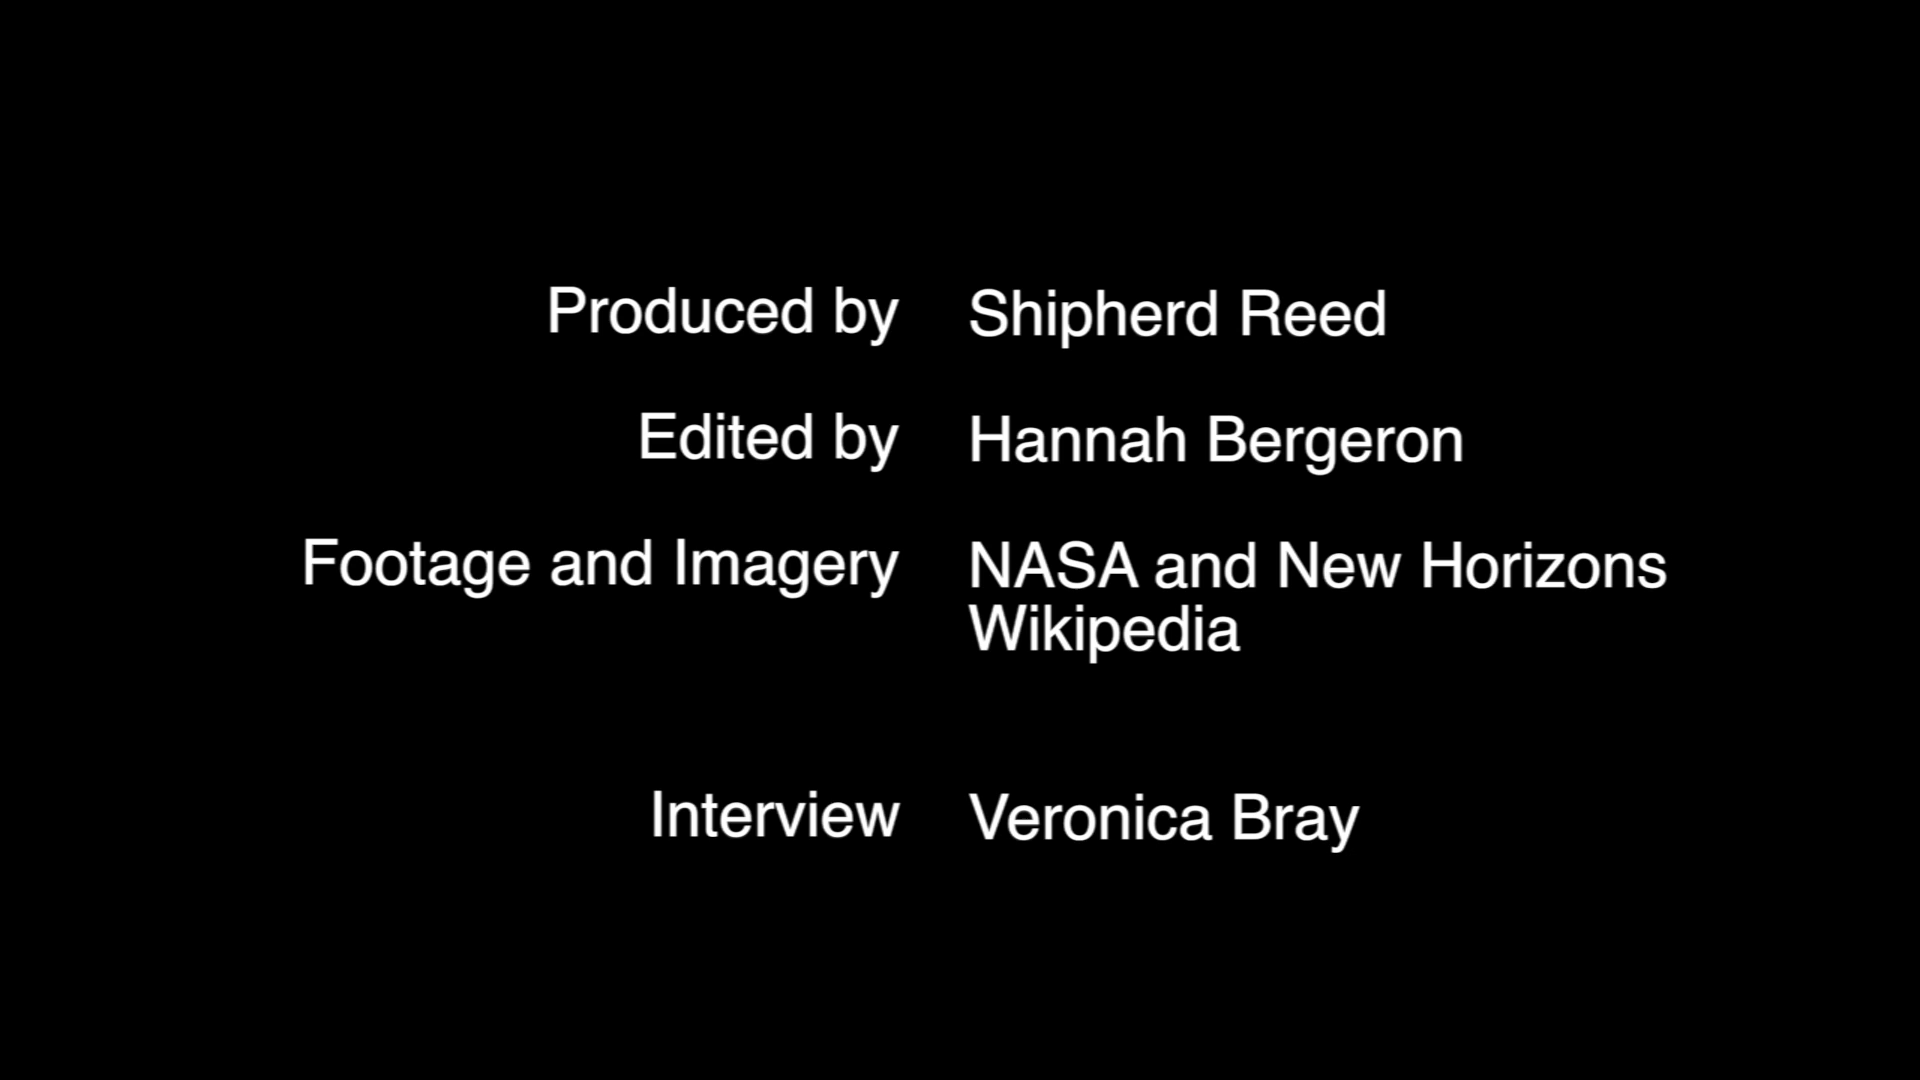 Produced by Shipherd Reed
Edited by Hannah Bergeron
Footage and Imagery NASA and New Horizons
Wikipedia
Interview Veronica Bray